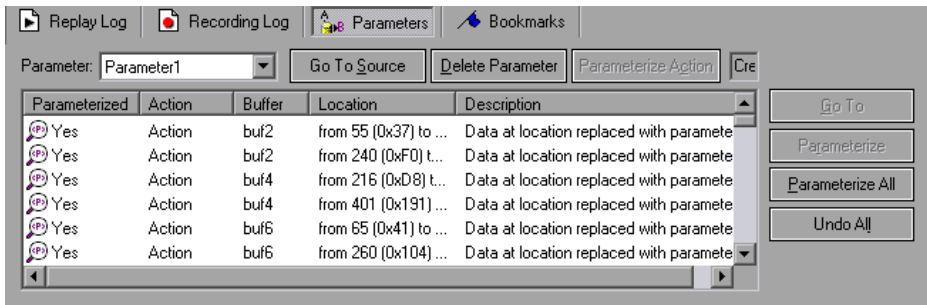 Replay Log Recording Log Parameters Bookmarks
Parameter: Parameter1 Go To Source Delete Parameter Parameterize Action Cre
Parameterized Action Buffer Location Description Go To
Yes Action buf2 from 55 (0x37) to ... Data at location replaced with paramete
Yes Action buf2 from 240 (0xF0) t... Data at location replaced with paramete Parameterize
Yes Action buf4 from 216 (0xD8) t... Data at location replaced with paramete Parameterize All
Yes Action buf4 from 401 (0x191) ... Data at location replaced with paramete
Yes Action buf6 from 65 (0x41) to ... Data at location replaced with paramete Undo All
Yes Action buf6 from 260 (0x104) ... Data at location replaced with paramete